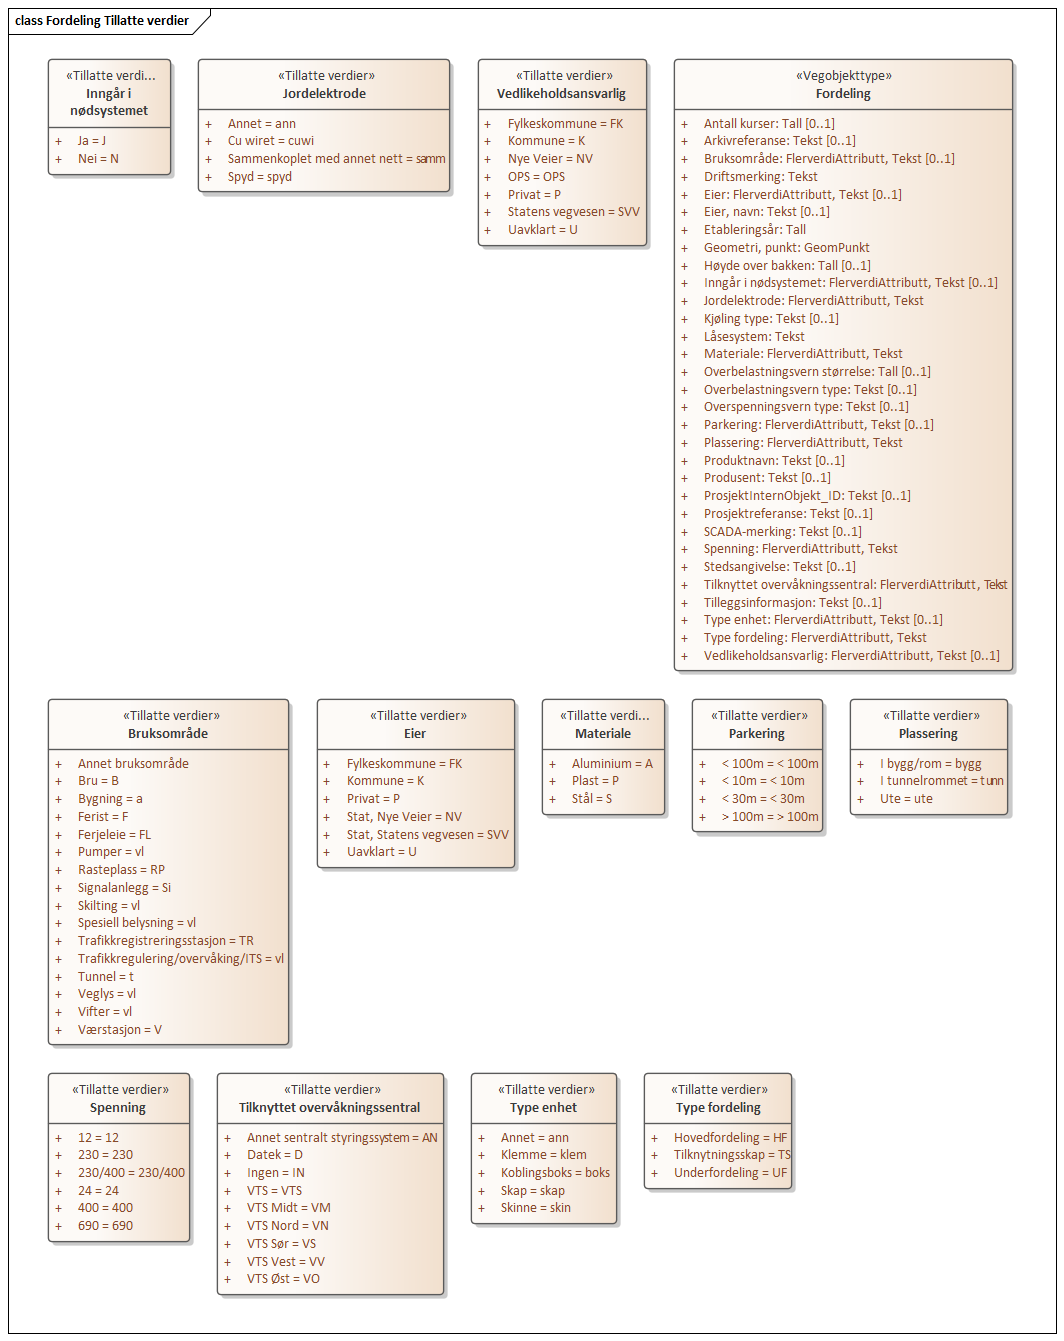 class Fordeling Tillatte verdier
«Tillatte verdi...
Inngår i
nødsystemet
+ Ja = J
+ Nei = N
«Tillatte verdier»
Jordelektrode
+ Annet = ann
+ Cu wiret = cuwi
+ Sammenkoplet med annet nett = samm
+ Spyd = spyd
«Tillatte verdier»
Vedlikeholdsansvarlig
+ Fylkeskommune = FK
+ Kommune = K
+ Nye Veier = NV
+ OPS = OPS
+ Privat = P
+ Statens vegvesen = SVV
+ Uavklart = U
«Vegobjekttype»
Fordeling
+ Antall kurser: Tall [0..1]
+ Arkivreferanse: Tekst [0..1]
+ Bruksområde: FlerverdiAttributt, Tekst [0..1]
+ Driftsmerking: Tekst
+ Eier: FlerverdiAttributt, Tekst [0..1]
+ Eier, navn: Tekst [0..1]
+ Etableringsår: Tall
+ Geometri, punkt: GeomPunkt
+ Høyde over bakken: Tall [0..1]
+ Inngår i nødsystemet: FlerverdiAttributt, Tekst [0..1]
+ Jordelektrode: FlerverdiAttributt, Tekst
+ Kjøling type: Tekst [0..1]
+ Låsesystem: Tekst
+ Materiale: FlerverdiAttributt, Tekst
+ Overbelastningsvern størrelse: Tall [0..1]
+ Overbelastningsvern type: Tekst [0..1]
+ Overspenningsvern type: Tekst [0..1]
+ Parkering: FlerverdiAttributt, Tekst [0..1]
+ Plassering: FlerverdiAttributt, Tekst
+ Produktnavn: Tekst [0..1]
+ Produsent: Tekst [0..1]
+ ProsjektInternObjekt_ID: Tekst [0..1]
+ Prosjektreferanse: Tekst [0..1]
+ SCADA-merking: Tekst [0..1]
+ Spenning: FlerverdiAttributt, Tekst
+ Stedsangivelse: Tekst [0..1]
+ Tilknyttet overvåkningssentral: FlerverdiAttributt, Tekst
+ Tilleggsinformasjon: Tekst [0..1]
+ Type enhet: FlerverdiAttributt, Tekst [0..1]
+ Type fordeling: FlerverdiAttributt, Tekst
+ Vedlikeholdsansvarlig: FlerverdiAttributt, Tekst [0..1]
«Tillatte verdier»
Bruksområde
+ Annet bruksområde
+ Bru = B
+ Bygning = a
+ Ferist = F
+ Ferjeleie = FL
+ Pumper = vl
+ Rasteplass = RP
+ Signalanlegg = Si
+ Skilting = vl
+ Spesiell belysning = vl
+ Trafikkregistreringsstasjon = TR
+ Trafikkregulering/overvåking/ITS = vl
+ Tunnel = t
+ Veglys = vl
+ Vifter = vl
+ Værstasjon = V
«Tillatte verdier»
Eier
+ Fylkeskommune = FK
+ Kommune = K
+ Privat = P
+ Stat, Nye Veier = NV
+ Stat, Statens vegvesen = SVV
+ Uavklart = U
«Tillatte verdi...
Materiale
+ Aluminium = A
+ Plast = P
+ Stål = S
«Tillatte verdier»
Parkering
+ < 100m = < 100m
+ < 10m = < 10m
+ < 30m = < 30m
+ > 100m = > 100m
«Tillatte verdier»
Plassering
+ I bygg/rom = bygg
+ I tunnelrommet = tunn
+ Ute = ute
«Tillatte verdier»
Spenning
+ 12 = 12
+ 230 = 230
+ 230/400 = 230/400
+ 24 = 24
+ 400 = 400
+ 690 = 690
«Tillatte verdier»
Tilknyttet overvåkningssentral
+ Annet sentralt styringssystem = AN
+ Datek = D
+ Ingen = IN
+ VTS = VTS
+ VTS Midt = VM
+ VTS Nord = VN
+ VTS Sør = VS
+ VTS Vest = VV
+ VTS Øst = VO
«Tillatte verdier»
Type enhet
+ Annet = ann
+ Klemme = klem
+ Koblingsboks = boks
+ Skap = skap
+ Skinne = skin
«Tillatte verdier»
Type fordeling
+ Hovedfordeling = HF
+ Tilknytningsskap = TS
+ Underfordeling = UF